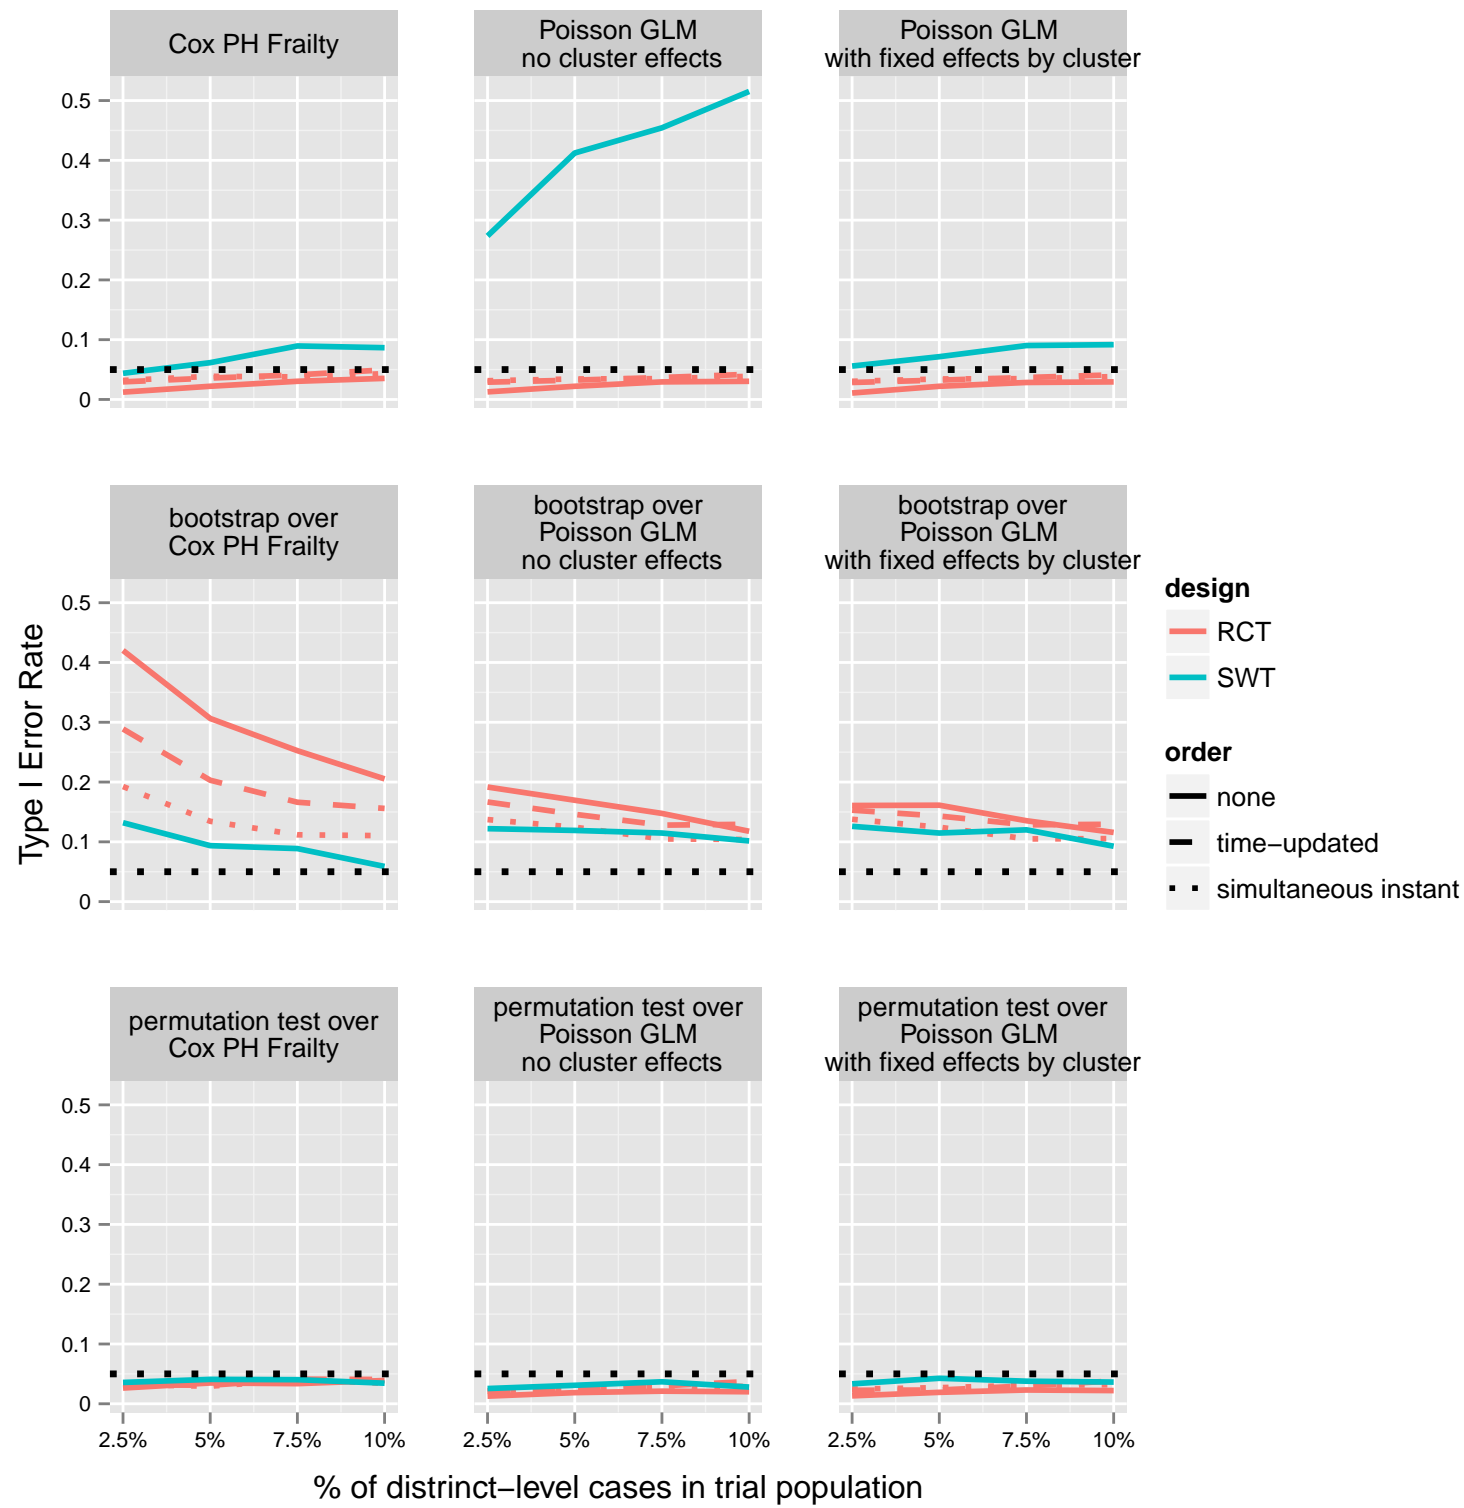 Cox PH Frailty
Poisson GLM
no cluster effects
Poisson GLM
with fixed effects by cluster
0.5
0.4
0.3
0.2
0.1
0
bootstrap over
Cox PH Frailty
bootstrap over
Poisson GLM
no cluster effects
bootstrap over
Poisson GLM
with fixed effects by cluster
0.5
0.4
0.3
0.2
0.1
0
Type I Error Rate
design
RCT
SWT
order
none
time−updated
simultaneous instant
permutation test over
Cox PH Frailty
permutation test over
Poisson GLM
no cluster effects
permutation test over
Poisson GLM
with fixed effects by cluster
0.5
0.4
0.3
0.2
0.1
0
2.5% 5% 7.5% 10%
2.5% 5% 7.5% 10%
2.5% 5% 7.5% 10%
% of distrinct−level cases in trial population